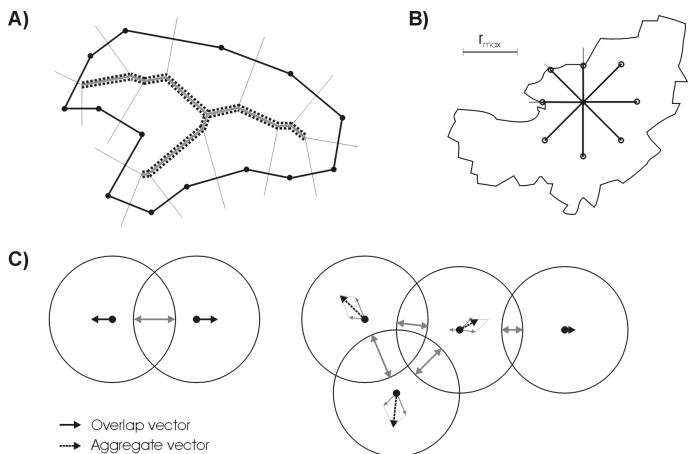 A)
B)
rmax
C)
Overlap vector
Aggregate vector